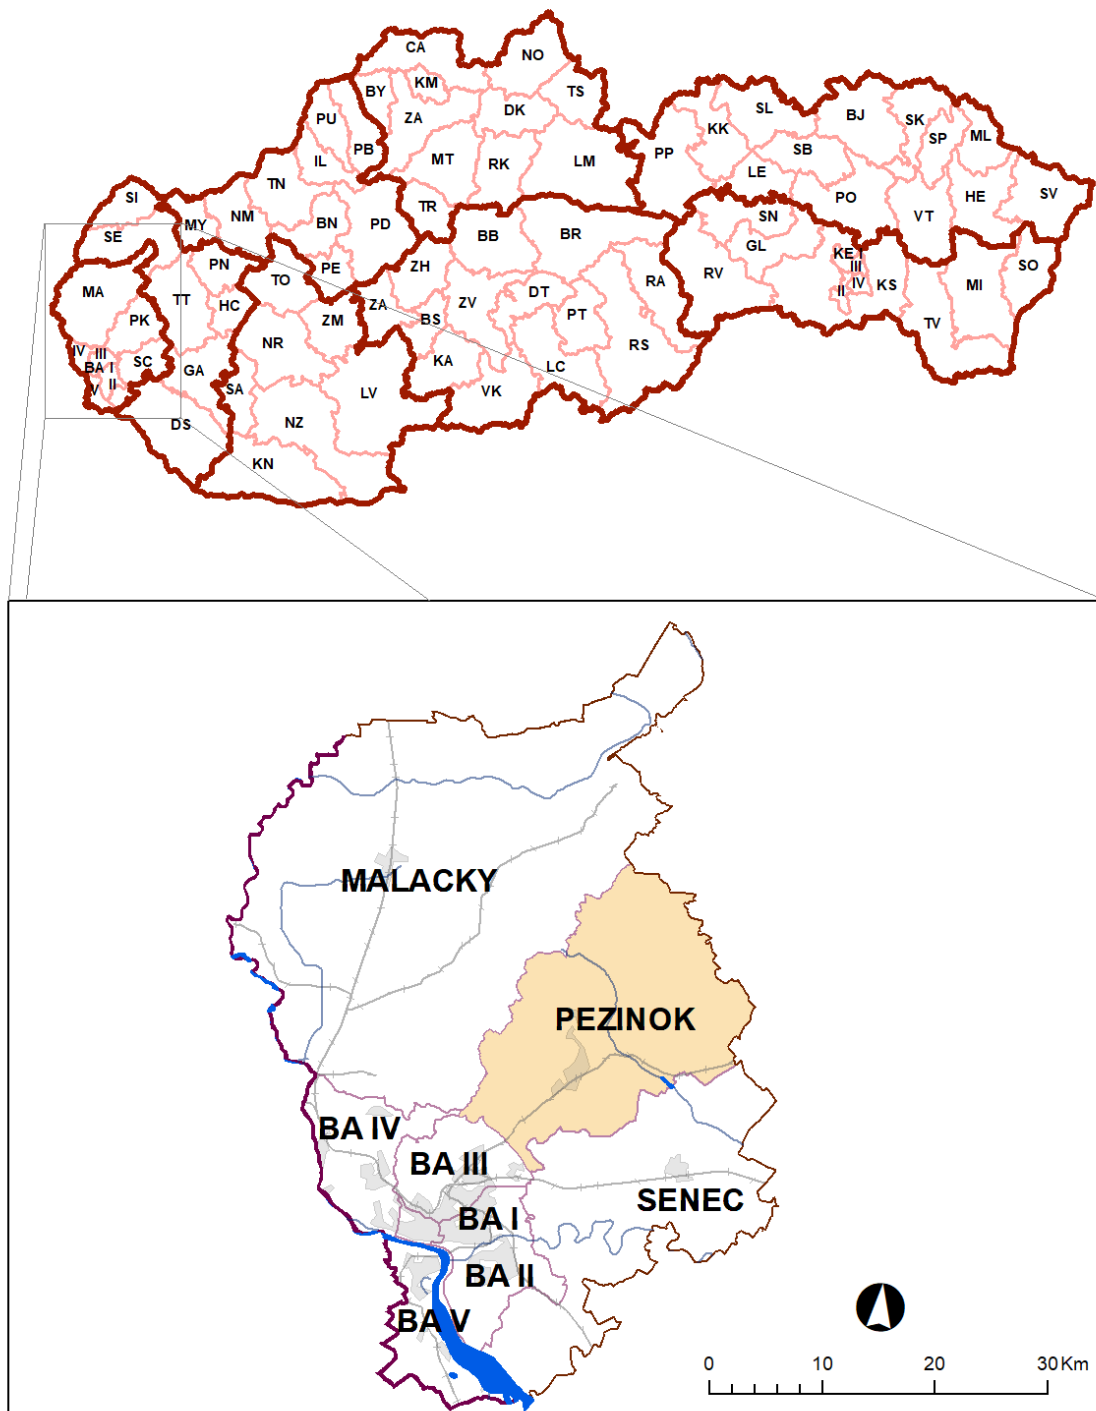 CA
NO
BY
KM
TS
PU
ZA
DK
SL
BJ
SK
KK
SP
ML
PB
IL
MT
RK
LM
PP
SB
LE
TN
SI
NM
MY
BN
PD
TR
PO
HE
SV
VT
SN
SE
BB
BR
GL
PN
PE
ZH
KE I
III
IV
II
KS
SO
MA
TT
TO
HC
ZA
ZV
DT
RA
RV
MI
PK
ZM
BS
PT
TV
IV
III
BA
I
SC
II
V
GA
NR
KA
LC
RS
SA
LV
VK
DS
NZ
KN
MALACKY
PEZINOK
BA IV
BA III
SENEC
BA I
BA II
BA V
0 10 20 30 Km